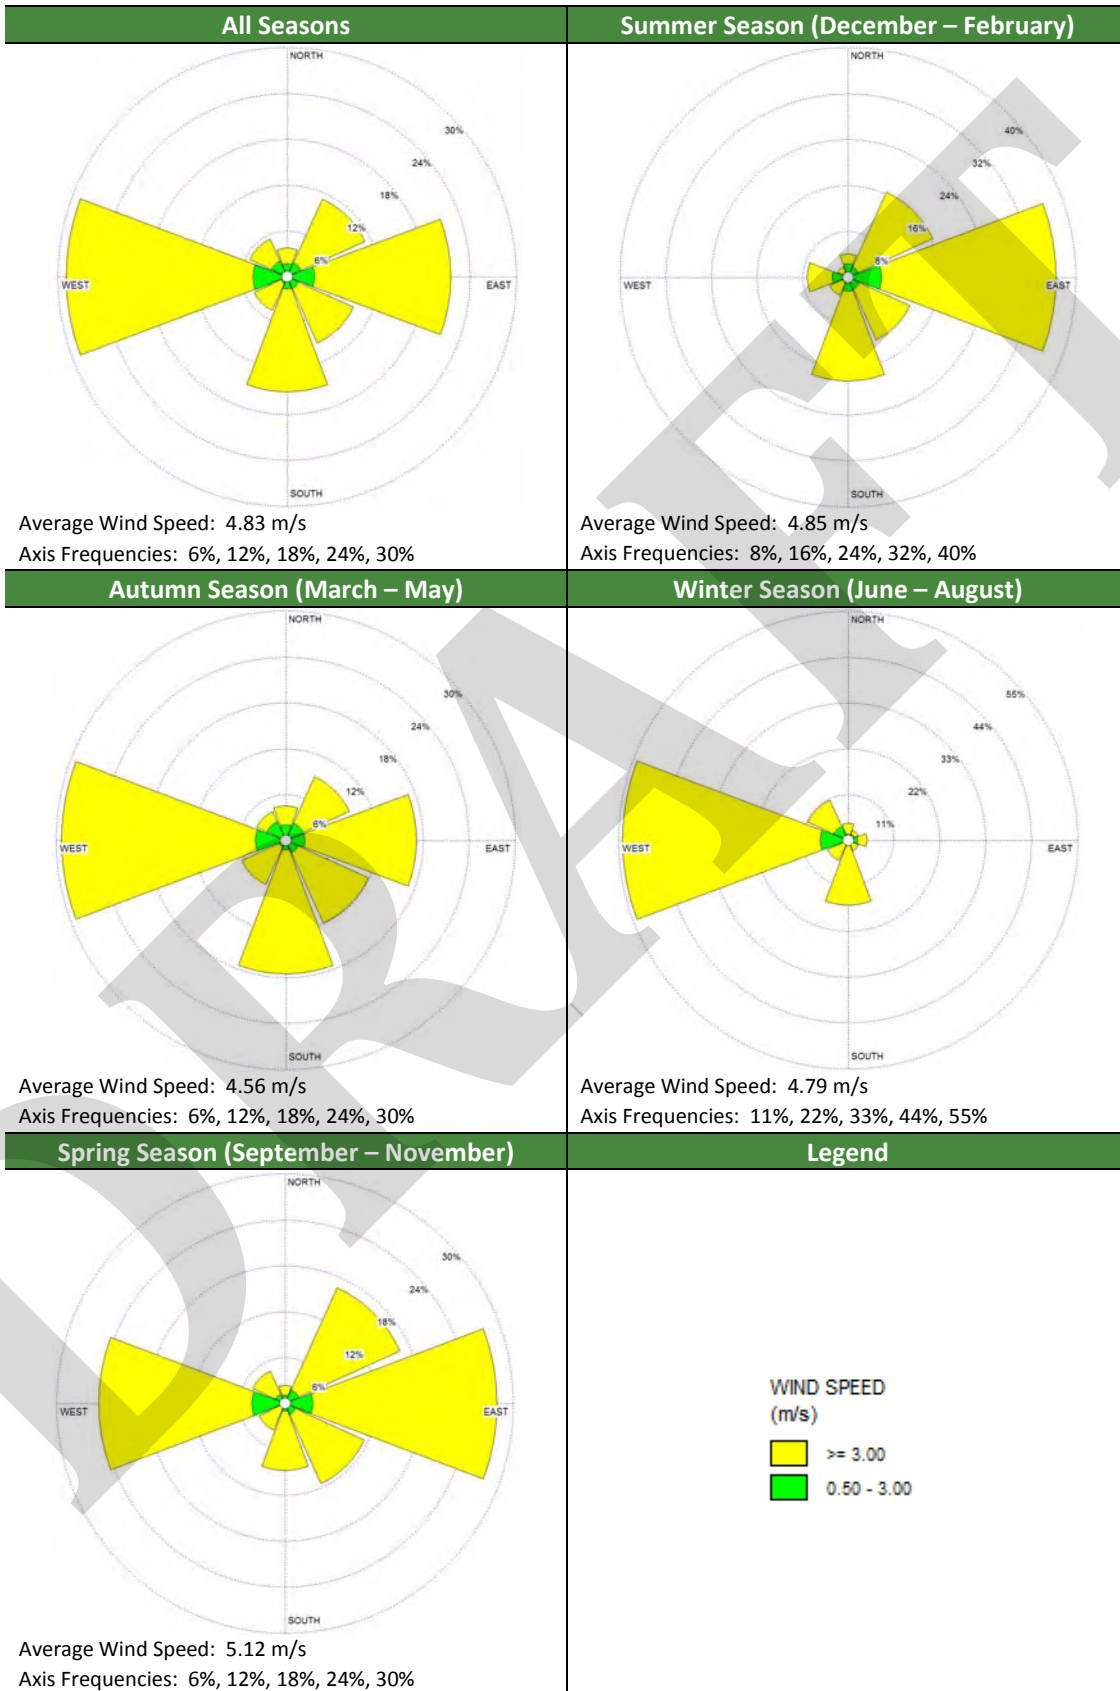 All Seasons
Summer Season (December – February)
NORTH
30%
24%
18%
12%
6%
WEST
EAST
SOUTH
NORTH
40%
32%
24%
16%
8%
WEST
EAST
SOUTH
Average Wind Speed: 4.83 m/s
Axis Frequencies: 6%, 12%, 18%, 24%, 30%
Average Wind Speed: 4.85 m/s
Axis Frequencies: 8%, 16%, 24%, 32%, 40%
Autumn Season (March – May)
Winter Season (June – August)
NORTH
30%
24%
18%
12%
6%
WEST
EAST
SOUTH
NORTH
55%
44%
33%
22%
11%
WEST
EAST
SOUTH
Average Wind Speed: 4.56 m/s
Axis Frequencies: 6%, 12%, 18%, 24%, 30%
Average Wind Speed: 4.79 m/s
Axis Frequencies: 11%, 22%, 33%, 44%, 55%
Spring Season (September – November)
Legend
NORTH
30%
24%
18%
12%
6%
WEST
EAST
SOUTH
WIND SPEED
(m/s)
>= 3.00
0.50 - 3.00
Average Wind Speed: 5.12 m/s
Axis Frequencies: 6%, 12%, 18%, 24%, 30%
DRAFT